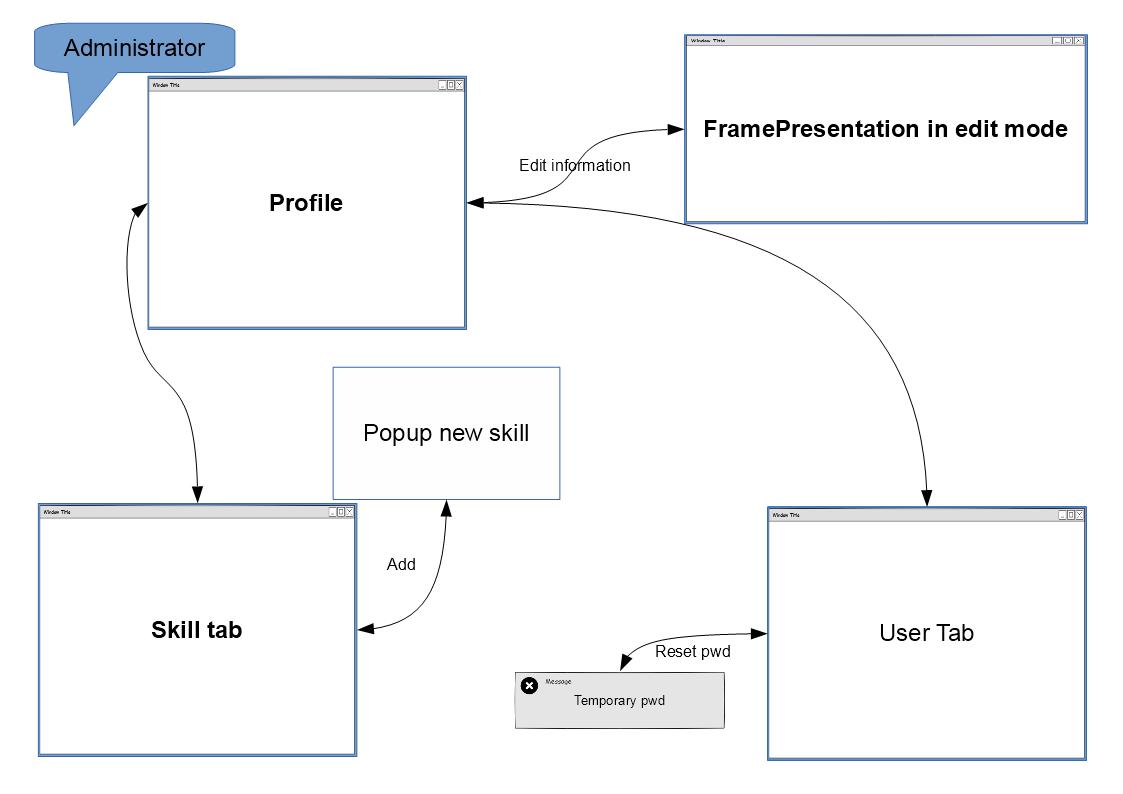 Administrator
Window Title
Profile
Window Title
FramePresentation in edit mode
Edit information
Popup new skill
Add
Window Title
Skill tab
Window Title
User Tab
Reset pwd
Message
Temporary pwd